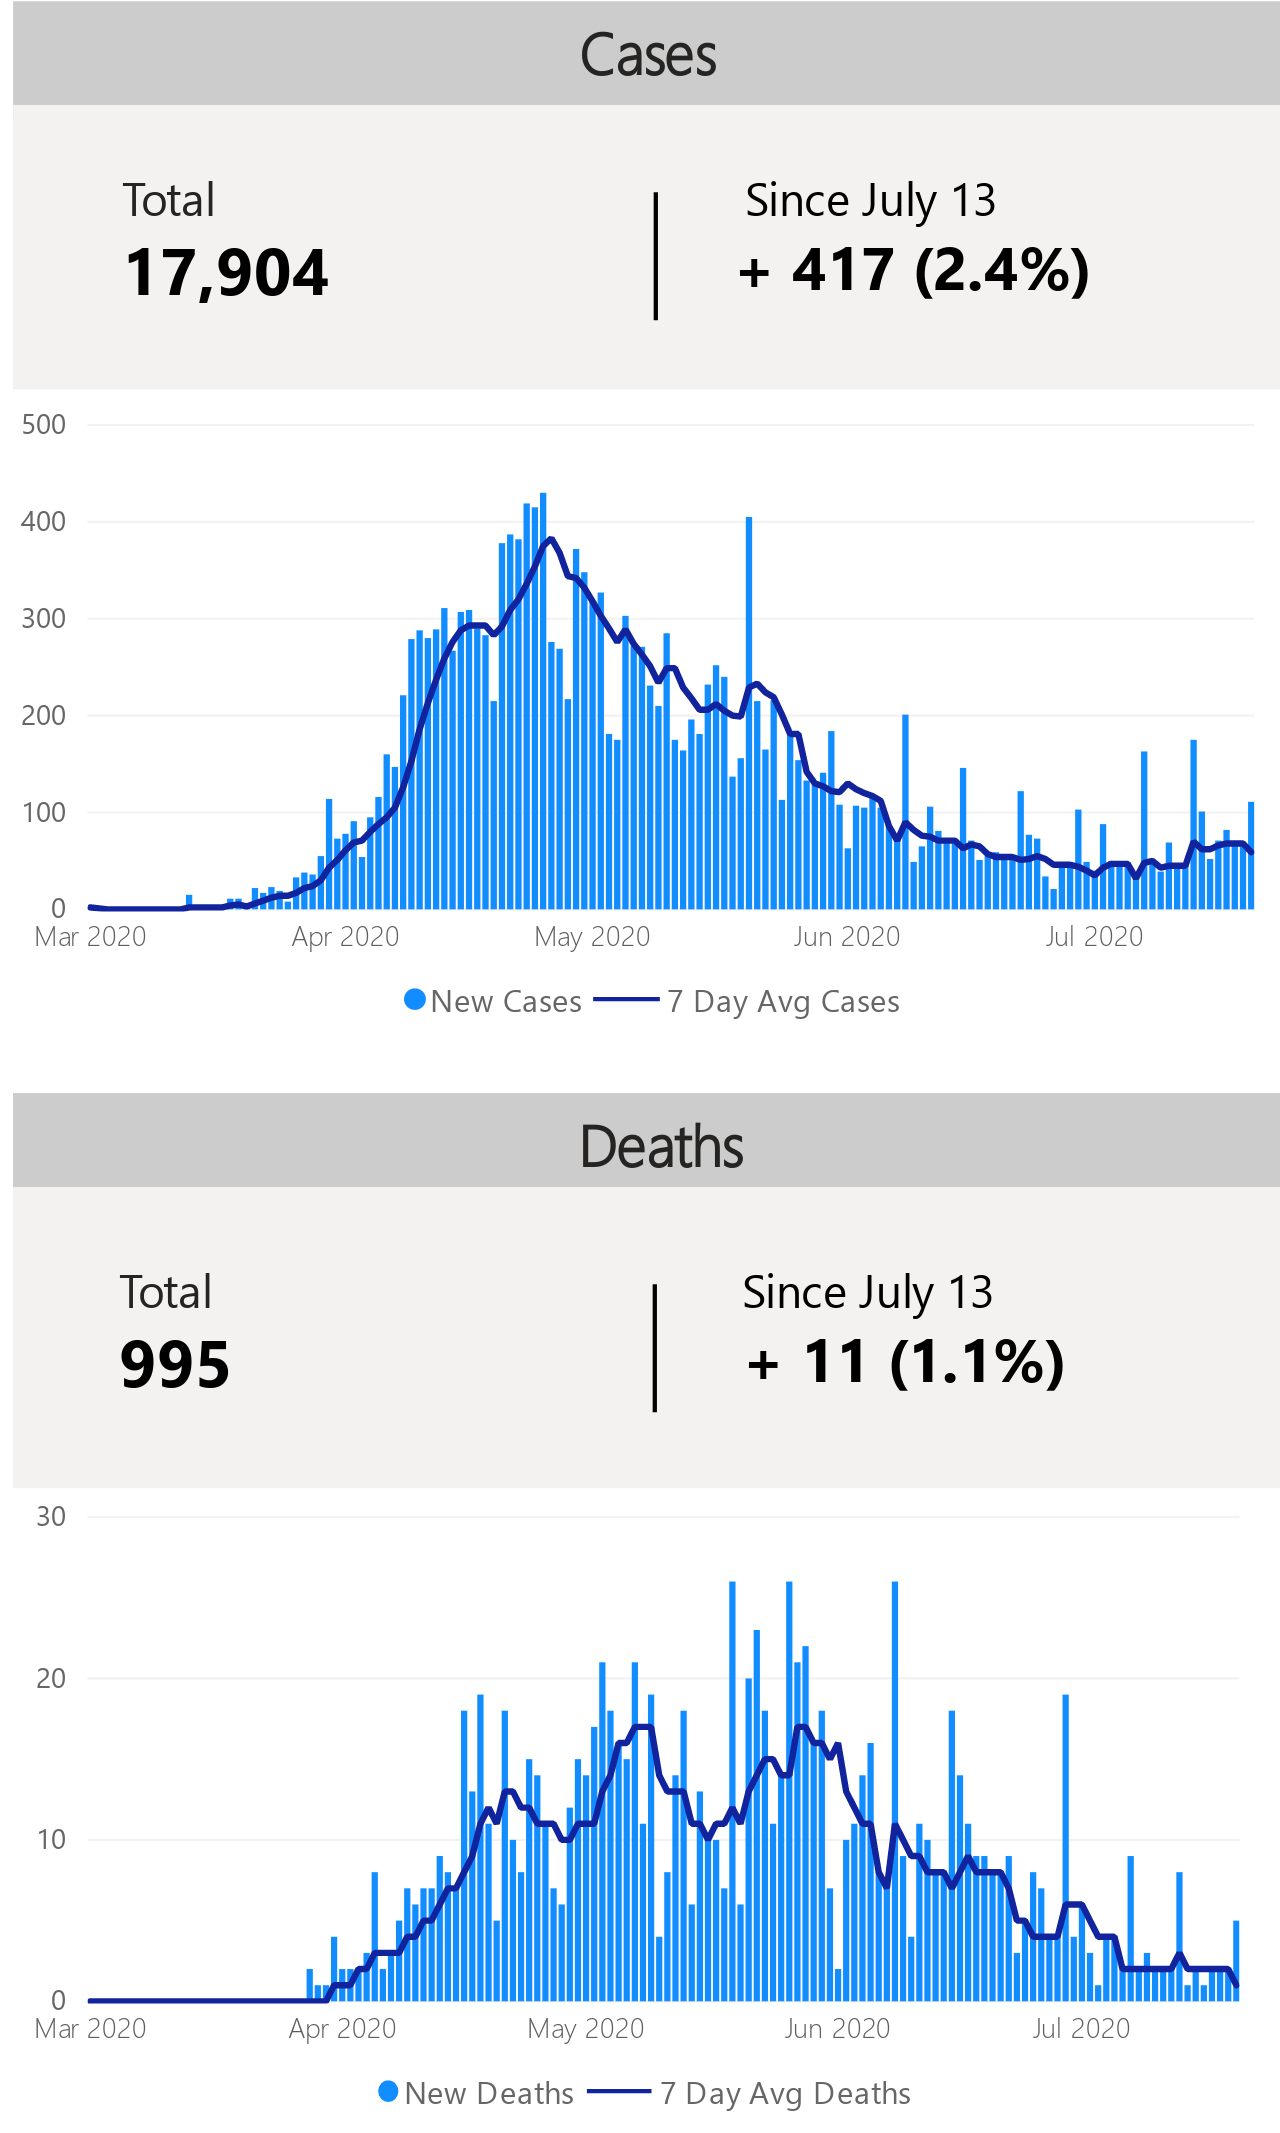 Cases
Total
Since July 13
17,904
+ 417 (2.4%)
500
400
300
200
100
0
Mar 2020 Apr 2020 May 2020 Jun 2020 Jul 2020
New Cases 7 Day Avg Cases
Deaths
Total
Since July 13
995
+ 11 (1.1%)
30
20
10
0
Mar 2020 Apr 2020 May 2020 Jun 2020 Jul 2020
New Deaths 7 Day Avg Deaths